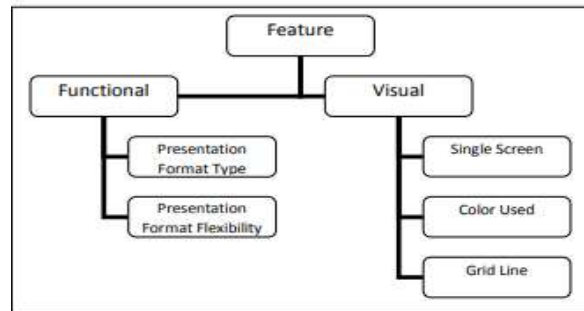 Feature
Functional
Visual
Presentation
Format Type
Presentation
Format Flexibility
Single Screen
Color Used
Grid Line